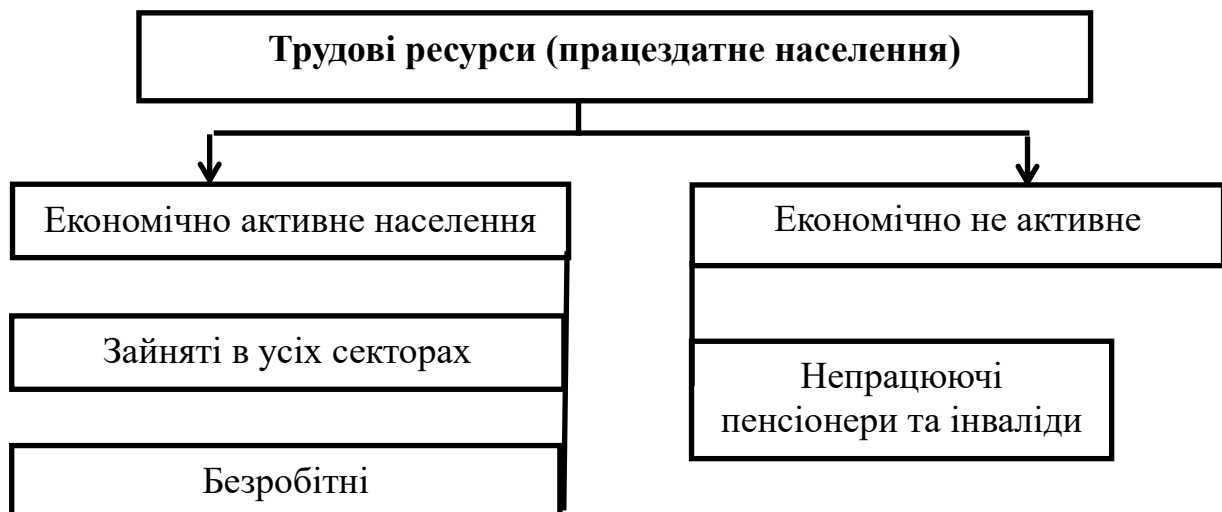 Трудові ресурси (працездатне населення)
Економічно активне населення
Економічно не активне
Зайняті в усіх секторах
Непрацюючі
пенсіонери та інваліди
Безробітні